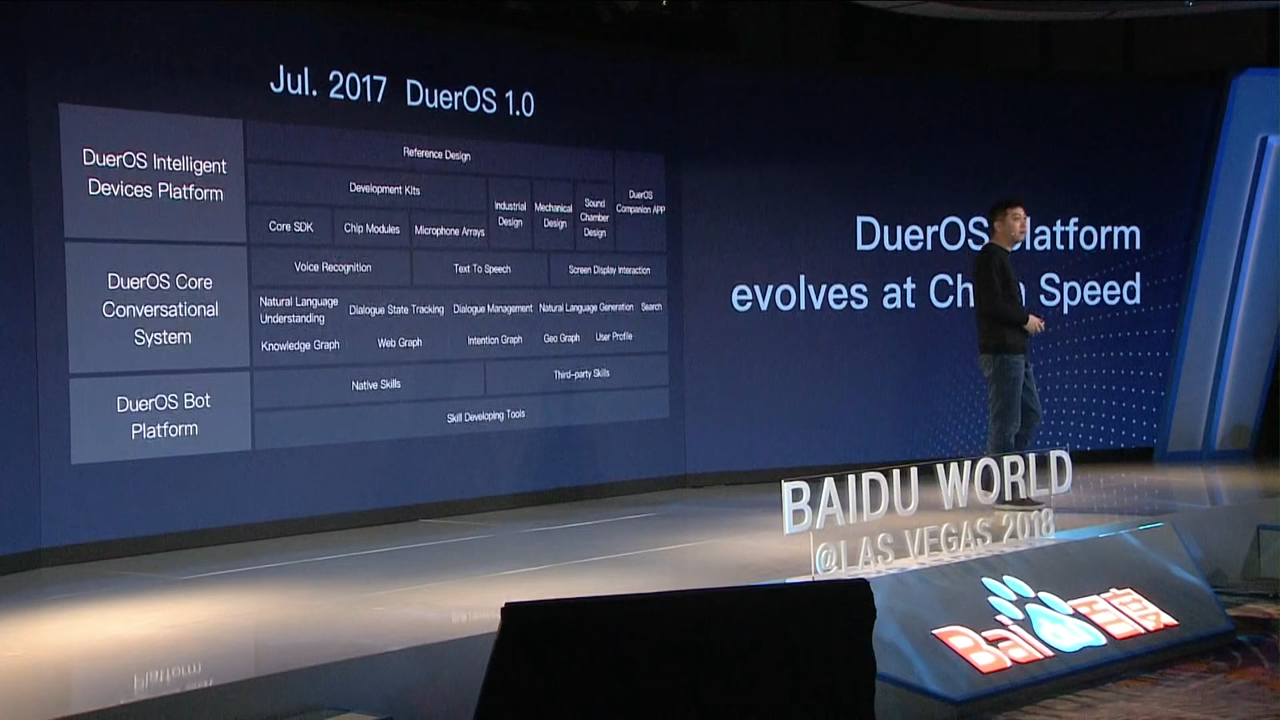 Jul. 2017 DuerOS 1.0
DuerOS Intelligent
Devices Platform
Reference Design
Development Kits
Core SDK
Chip Modules
Microphone Arrays
Industrial
Design
Mechanical
Design
Sound
Chamber
Design
DuerOS
Companion APP
DuerOS Core
Conversational
System
Voice Recognition
Text To Speech
Screen Display Interaction
Natural Language
Understanding
Dialogue State Tracking
Dialogue Management
Natural Language Generation
Search
Knowledge Graph
Web Graph
Intention Graph
Geo Graph
User Profile
DuerOS Bot
Platform
Native Skills
Third-party Skills
Skill Developing Tools
DuerOS
evolves at Speed
BAIDU WORLD
@LAS VEGAS 2018
Bai du 百度